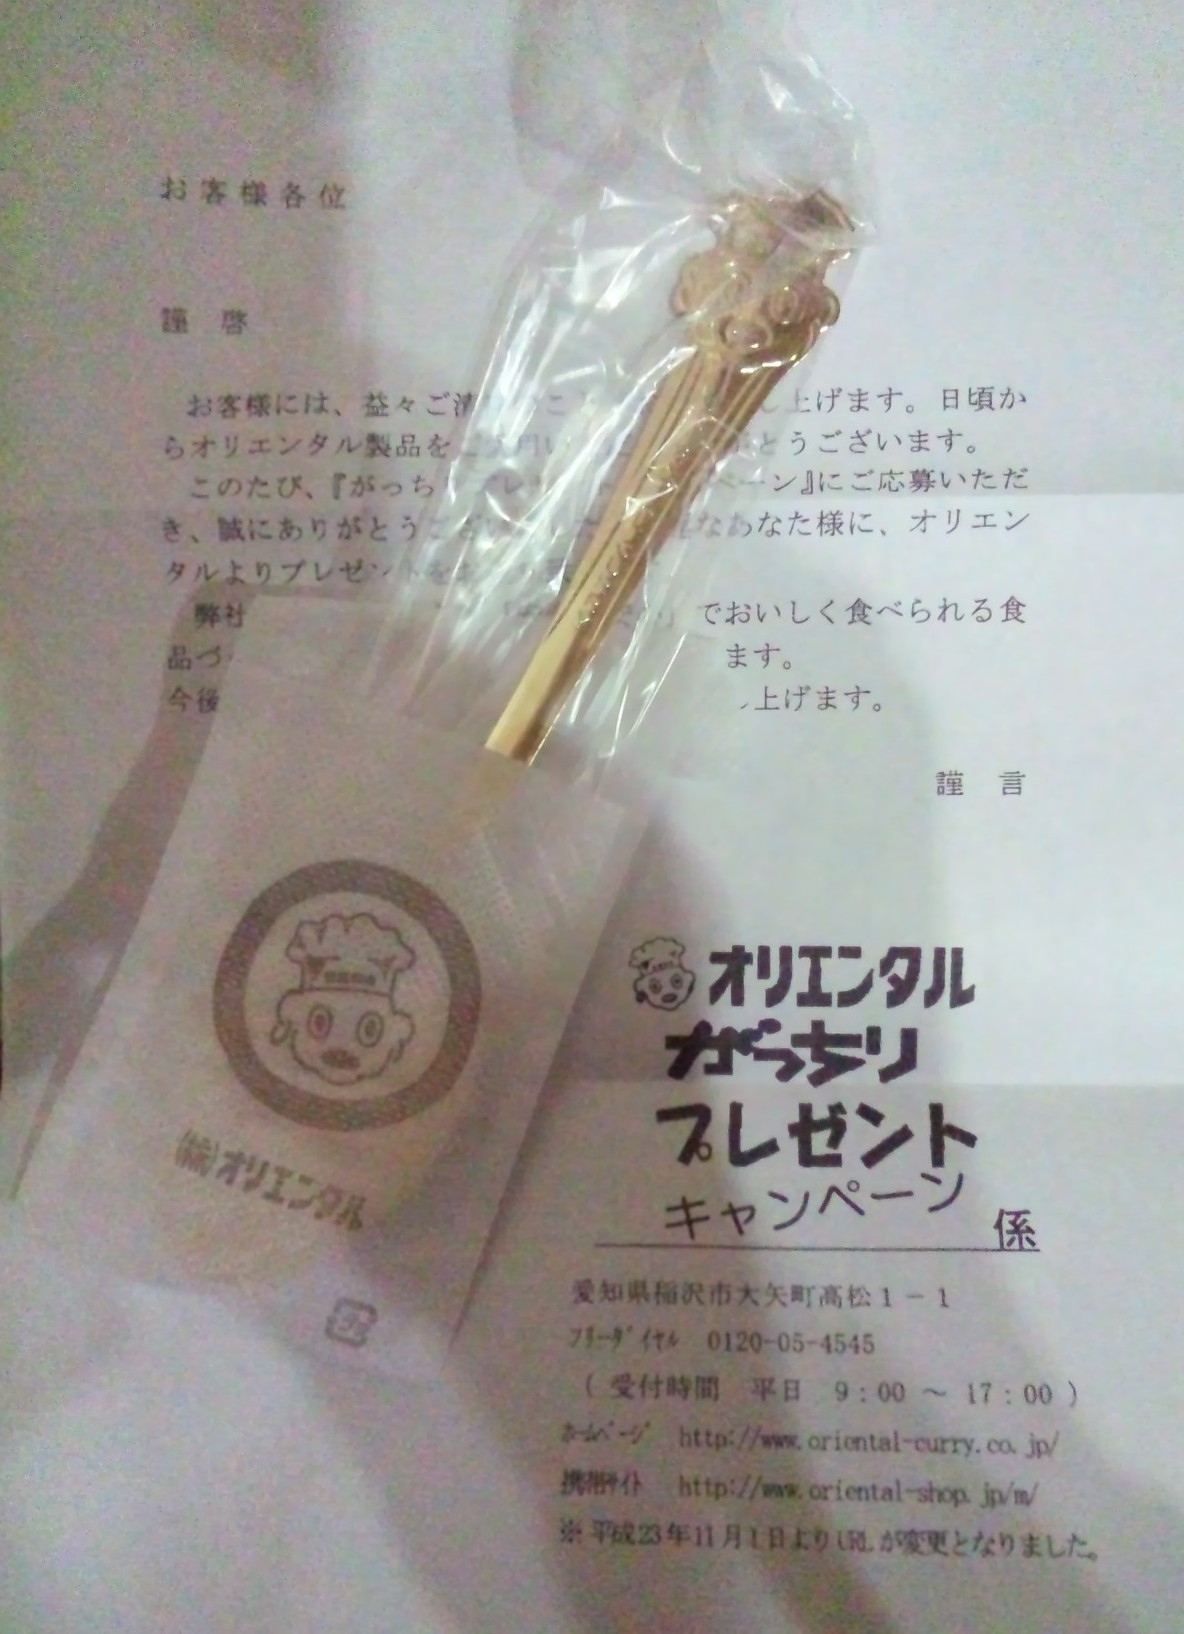 お客様各位
謹 啓
お客様には、益々ご清 こ 上げます。日頃か
らオリエンタル製品をご とうございます。
このたび、『がっちりプレ ペーン』にご応募いただ
き、誠にありがとうござい なあなた様に、オリエン
タルよりプレゼントを
弊社 でおいしく食べられる食
品づ ます。
今後 上げます。
謹 言
オリエンタル
がっちり
プレゼント
キャンペーン 係
愛知県稲沢市大矢町高松1-1
フリーダイヤル 0120-05-4545
( 受付時間 平日 9:00 ~ 17:00 )
ホームページ http://www.oriental-curry.co.jp/
携帯サイト http://www.oriental-shop.jp/m/
※平成23年11月1日よりURLが変更となりました。
(株)オリエンタル